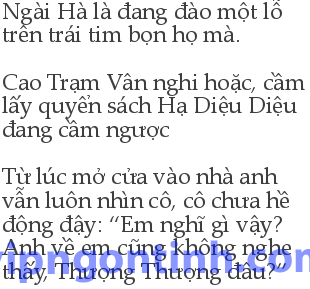 Ngài Hà là đang đào một lỗ
trên trái tim bọn họ mà.
Cao Trạm Vân nghi hoặc, cầm
lấy quyển sách Hạ Diệu Diệu
đang cầm ngược
Từ lúc mở cửa vào nhà anh
vẫn luôn nhìn cô, cô chưa hề
động đậy: “Em nghĩ gì vậy?
Anh về em cũng không nghe
thấy, Thượng Thượng đâu?”
vipngontinh.com